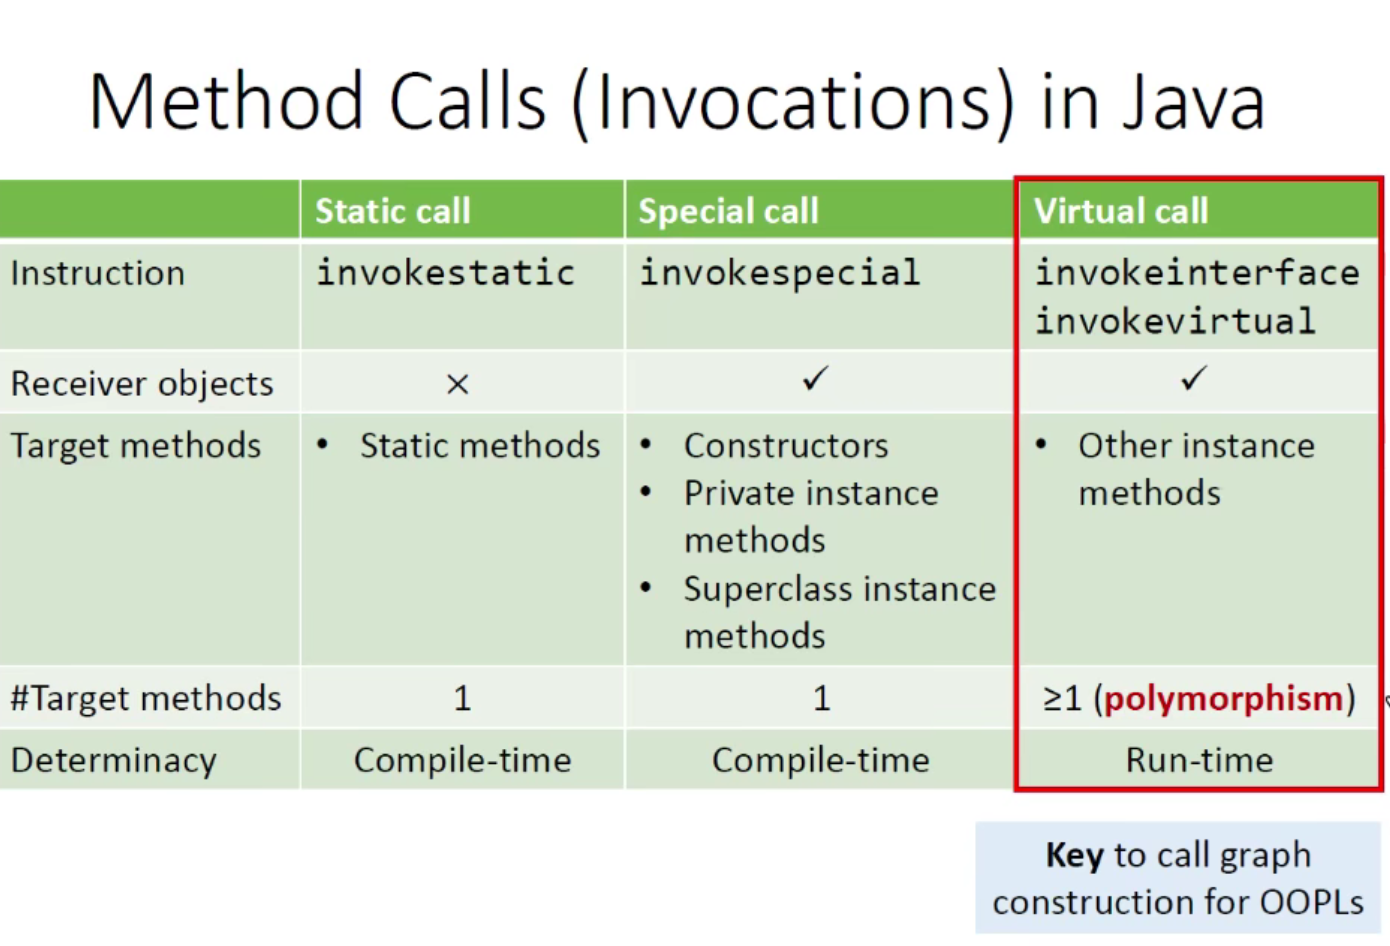 Method Calls (Invocations) in Java
Static call Special call Virtual call
Instruction invokestatic invokespecial invokeinterface
invokevirtual
Receiver objects × ✓ ✓
Target methods • Static methods • Constructors • Other instance
• Private instance methods
methods
• Superclass instance
methods
#Target methods 1 1 ≥1 (polymorphism)
Determinacy Compile-time Compile-time Run-time
Key to call graph
construction for OOPLs